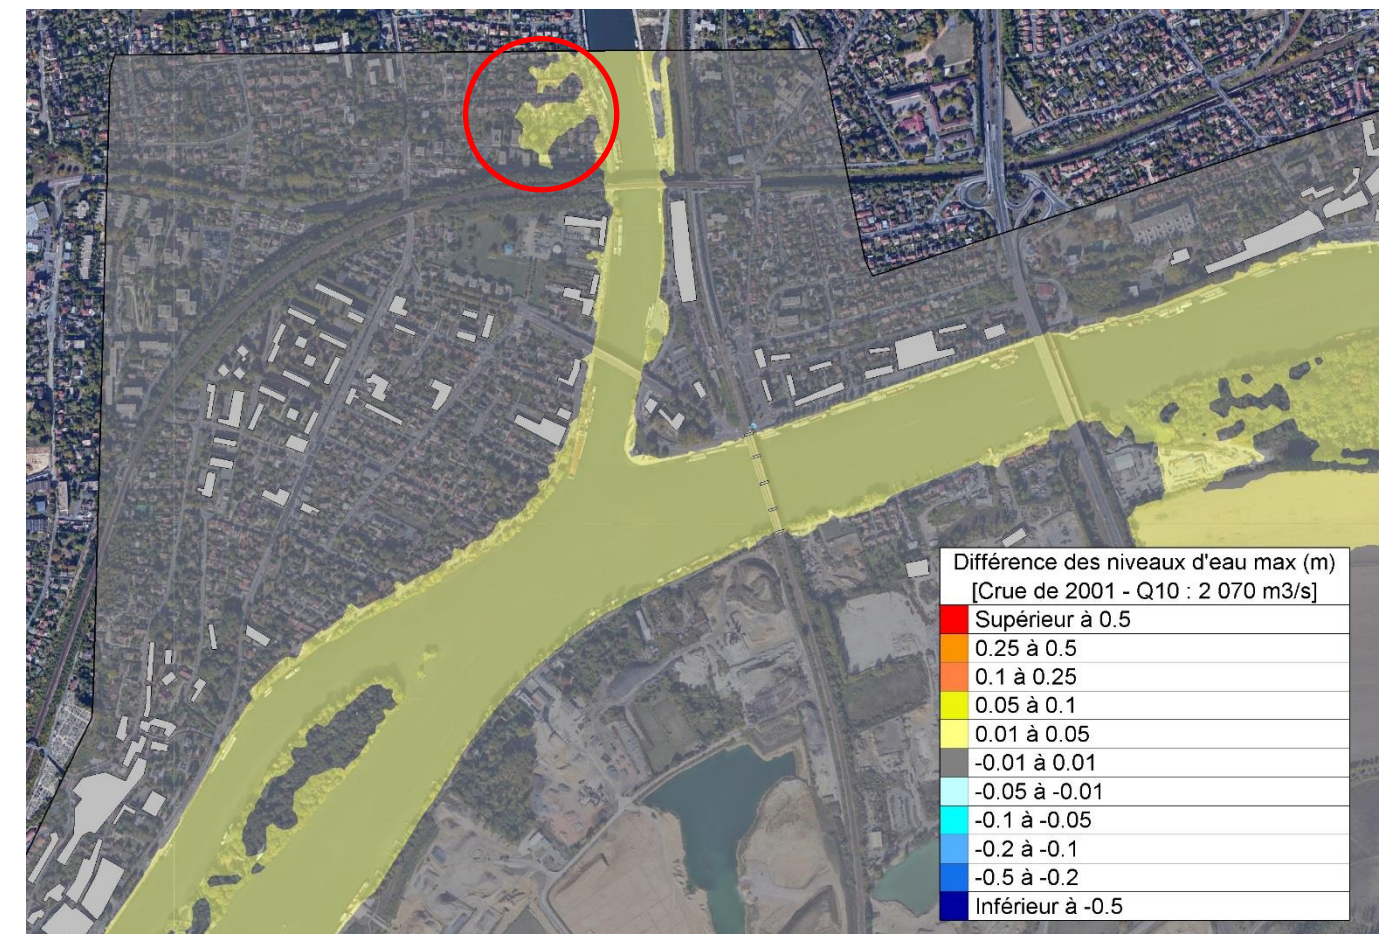 Différence des niveaux d'eau max (m)
[Crue de 2001 - Q10 : 2 070 m3/s]
Supérieur à 0.5
0.25 à 0.5
0.1 à 0.25
0.05 à 0.1
0.01 à 0.05
-0.01 à 0.01
-0.05 à -0.01
-0.1 à -0.05
-0.2 à -0.1
-0.5 à -0.2
Inférieur à -0.5